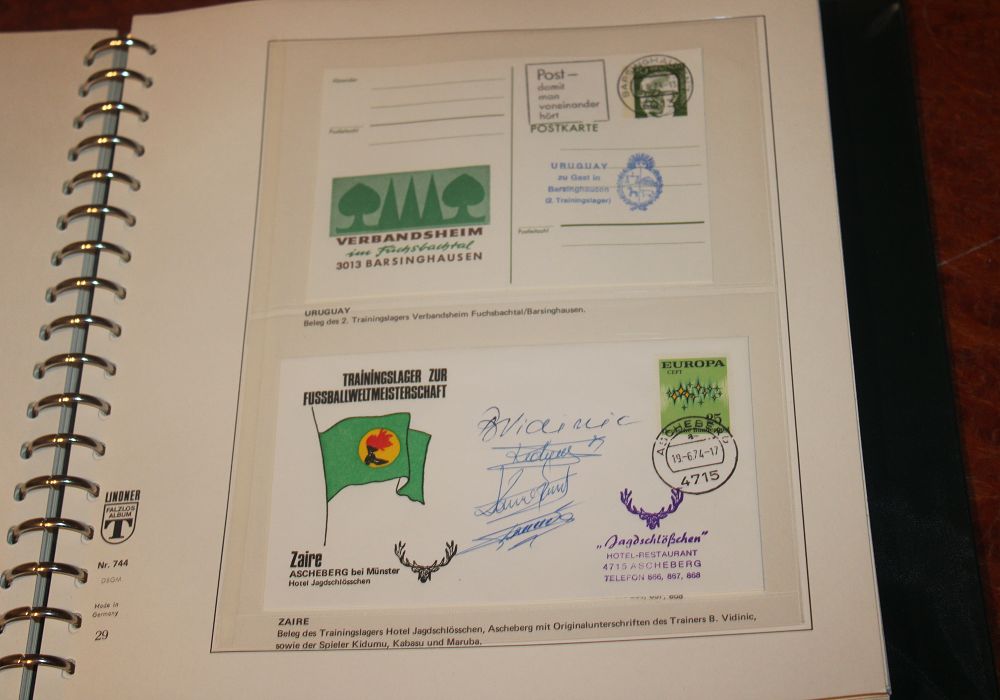 Absender
Postleitzahl
Post–
damit
man
voneinander
hört
BARSINGHAUSEN
POSTKARTE
URUGUAY
zu Gast in
Barsinghausen
(2. Trainingslager)
Postleitzahl
VERBANDSHEIM
im Fuchsbachtal
3013 BARSINGHAUSEN
URUGUAY
Beleg des 2. Trainingslagers Verbandsheim Fuchsbachtal/Barsinghausen.
TRAININGSLAGER ZUR
FUSSBALLWELTMEISTERSCHAFT
EUROPA
CEPT
25
ASCHEBERG
a
19-6.74-17
4715
Vidinic
Zaire
ASCHEBERG bei Münster
Hotel Jagdschlösschen
„Jagdschlößchen"
HOTEL-RESTAURANT
4715 ASCHEBERG
TELEFON 866, 867, 868
ZAIRE
Beleg des Trainingslagers Hotel Jagdschlösschen, Ascheberg mit Originalunterschriften des Trainers B. Vidinic,
sowie der Spieler Kidumu, Kabasu und Maruba.
LINDNER
FALZLOS
ALBUM
T
Nr. 744
DBGM
Made in
Germany
29